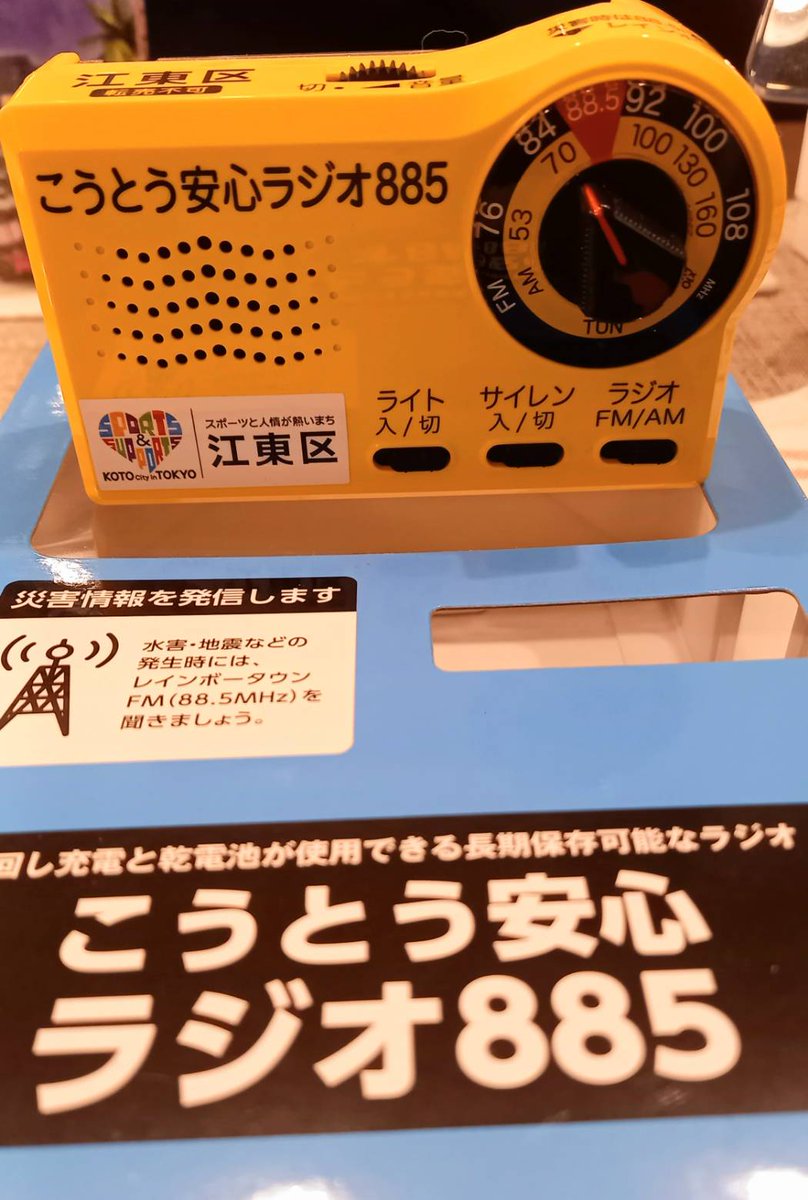 江東区
転売不可
切・
音量
こうとう安心ラジオ885
84 88.5 92 100 108
76
70 100 130 160
53
FM
AM
MHz
TUN
ライト
入/切
サイレン
入/切
ラジオ
FM/AM
SPORTS
&
SUPPORTS
KOTO City in TOKYO
スポーツと人情が熱いまち
江東区
災害情報を発信します
水害・地震などの
発生時には、
レインボータウン
FM(88.5MHz)を
聞きましょう。
回し充電と乾電池が使用できる長期保存可能なラジオ
こうとう安心
ラジオ885